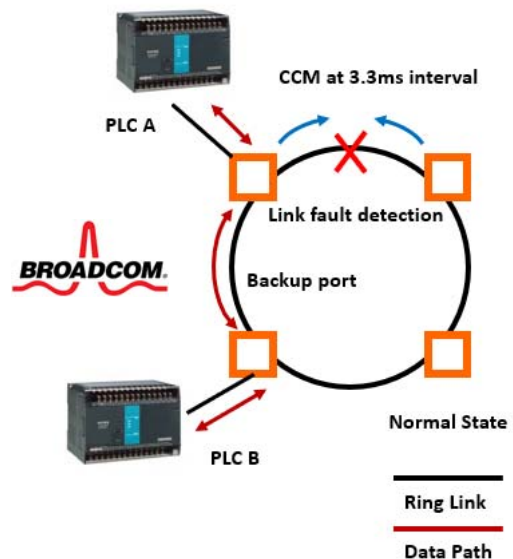 CCM at 3.3ms interval
PLC A
Link fault detection
BROADCOM.
Backup port
Normal State
PLC B
Ring Link
Data Path